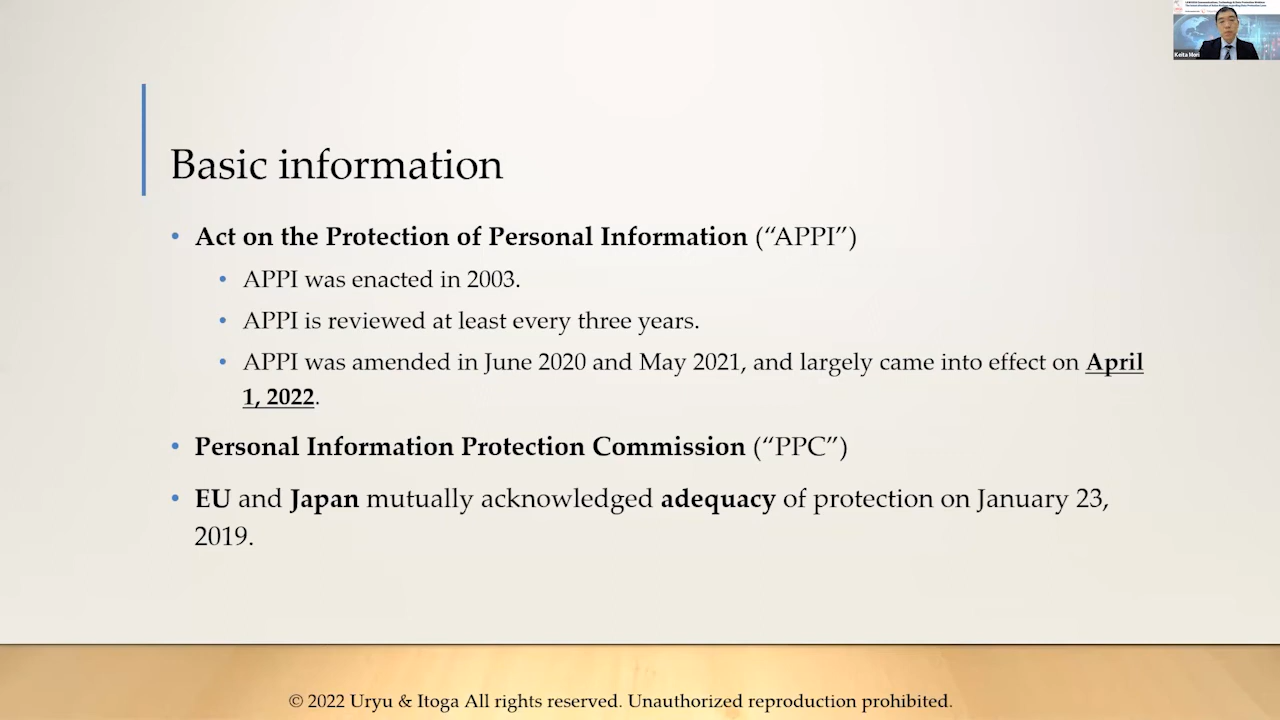 Keita Mori
Basic information
• Act on the Protection of Personal Information (“APPI”)
• APPI was enacted in 2003.
• APPI is reviewed at least every three years.
• APPI was amended in June 2020 and May 2021, and largely came into effect on April
1, 2022.
• Personal Information Protection Commission (“PPC”)
• EU and Japan mutually acknowledged adequacy of protection on January 23,
2019.
© 2022 Uryu & Itoga All rights reserved. Unauthorized reproduction prohibited.